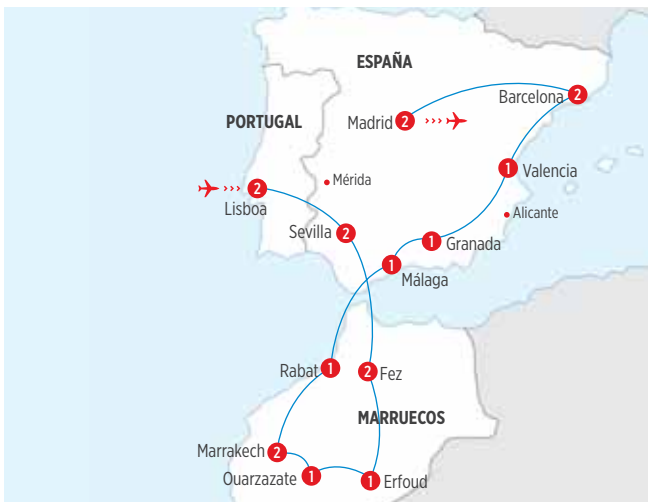 ESPAÑA
Barcelona 2
PORTUGAL
Madrid 2
1 Valencia
Mérida
2
Lisboa
Alicante
Sevilla 2
1 Granada
1
Málaga
Rabat 1
2 Fez
MARRUECOS
Marrakech 2
Ouarzazate 1
1 Erfoud